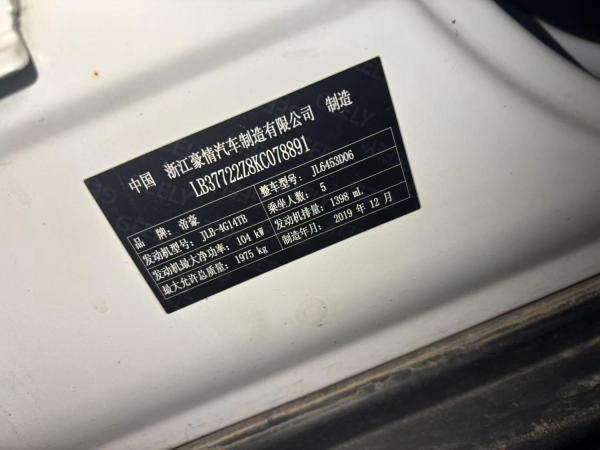 中国 浙江豪情汽车制造有限公司 制造
LB37722Z8KC078891
品 牌：帝豪 整车型号：JL6453D06
发动机型号：JLB-4G14TB 乘坐人数：5
发动机最大净功率：104 kW 发动机排量：1398 mL
最大允许总质量：1975 kg 制造年月：2019 年 12 月